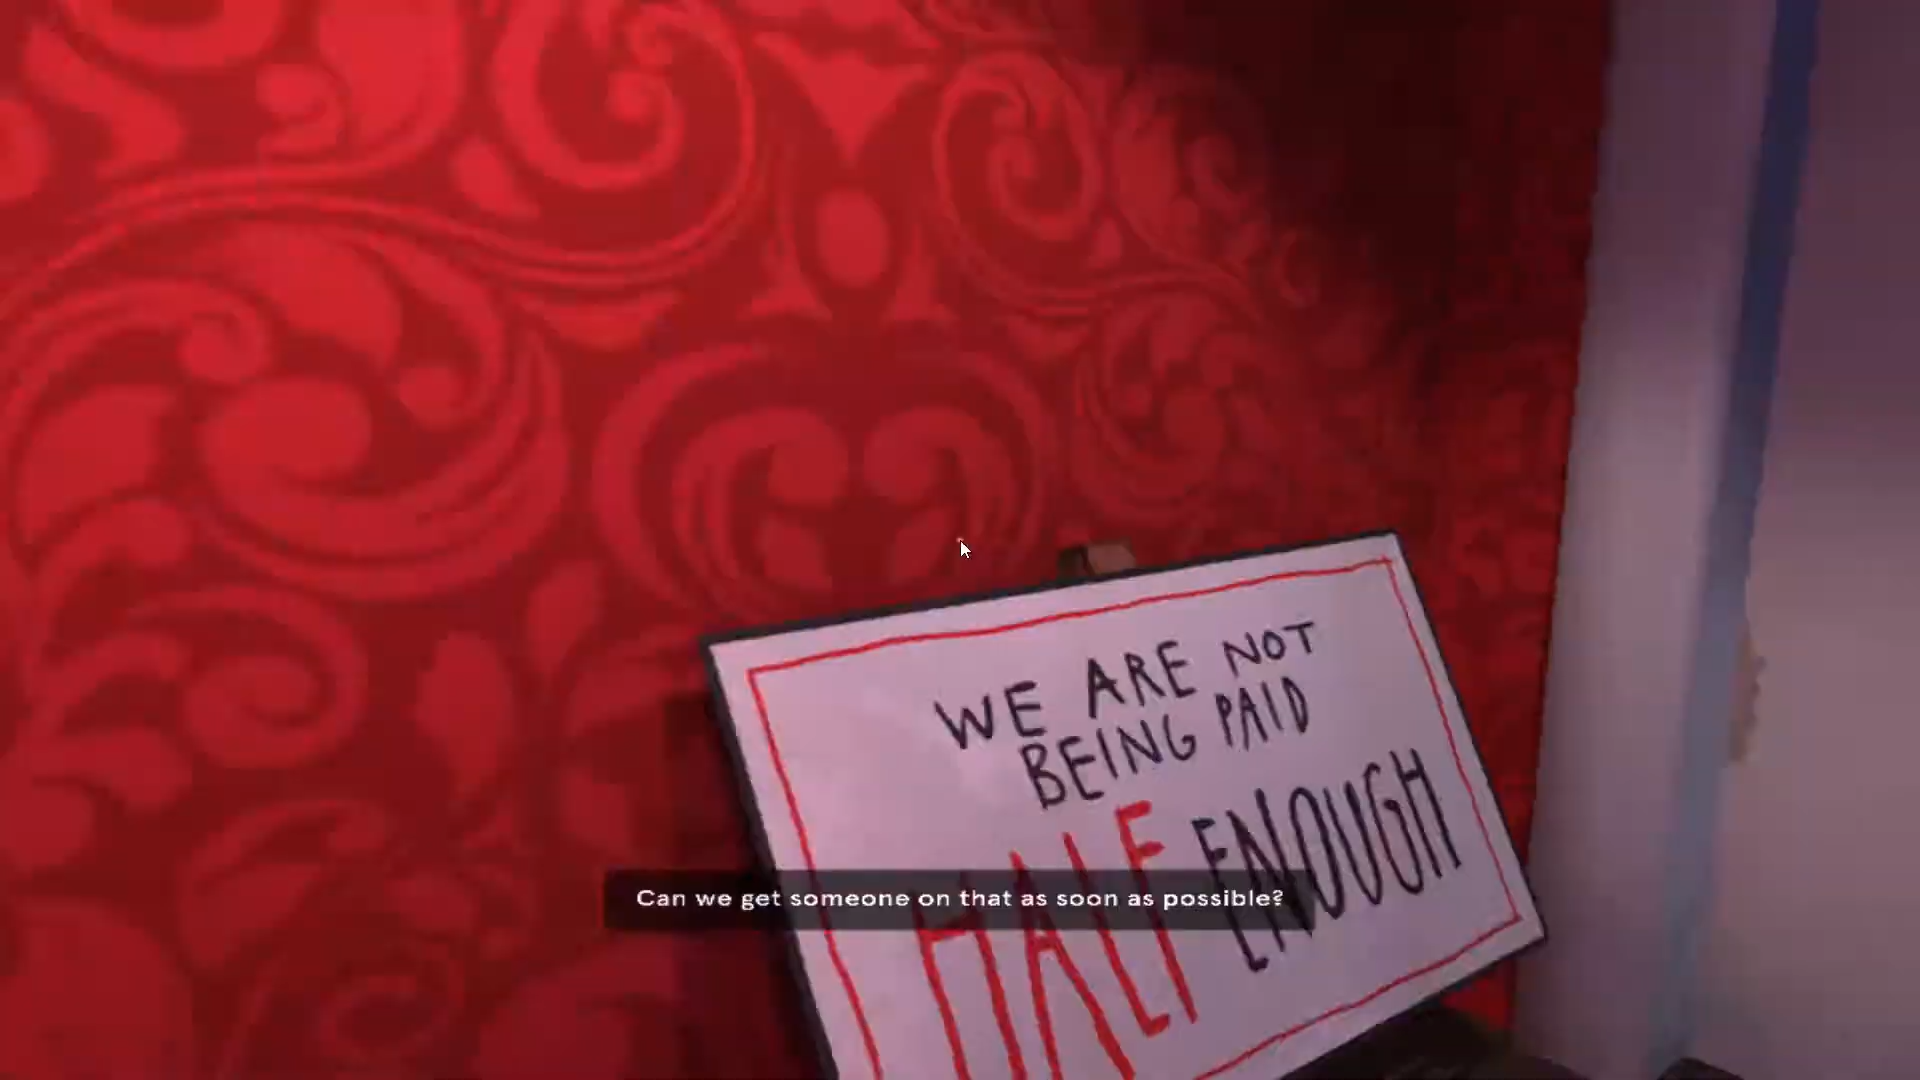 WE ARE NOT
BEING PAID
HALF ENOUGH
Can we get someone on that as soon as possible?